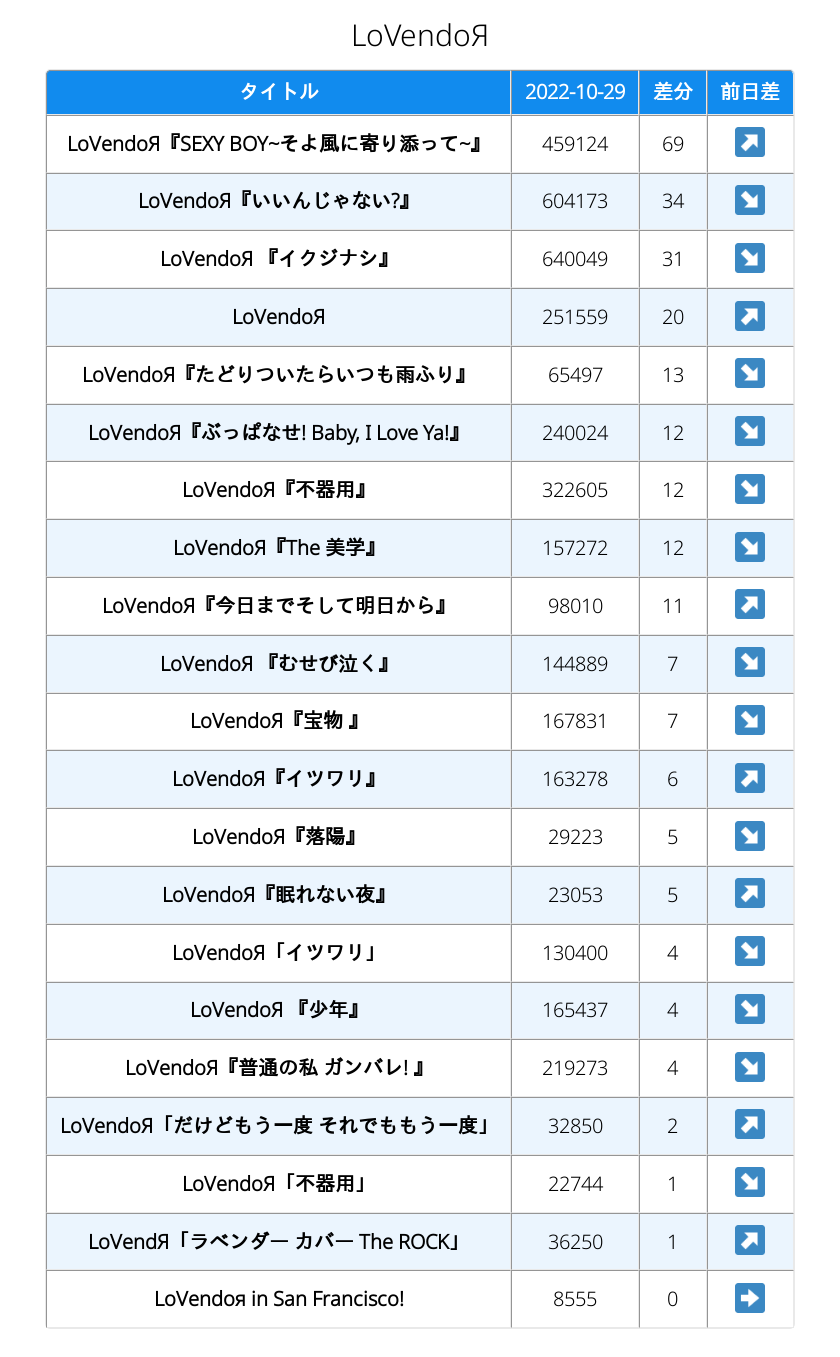 LoVendoЯ
タイトル 2022-10-29 差分 前日差
LoVendoЯ『SEXY BOY~そよ風に寄り添って~』 459124 69 ↗
LoVendoЯ『いいんじゃない?』 604173 34 ↘
LoVendoЯ 『イクジナシ』 640049 31 ↘
LoVendoЯ 251559 20 ↗
LoVendoЯ『たどりついたらいつも雨ふり』 65497 13 ↘
LoVendoЯ『ぶっぱなせ! Baby, I Love Ya!』 240024 12 ↘
LoVendoЯ『不器用』 322605 12 ↘
LoVendoЯ『The 美学』 157272 12 ↘
LoVendoЯ『今日までそして明日から』 98010 11 ↗
LoVendoЯ 『むせび泣く』 144889 7 ↘
LoVendoЯ『宝物 』 167831 7 ↘
LoVendoЯ『イツワリ』 163278 6 ↗
LoVendoЯ『落陽』 29223 5 ↘
LoVendoЯ『眠れない夜』 23053 5 ↗
LoVendoЯ「イツワリ」 130400 4 ↘
LoVendoЯ 『少年』 165437 4 ↘
LoVendoЯ『普通の私 ガンバレ! 』 219273 4 ↘
LoVendoЯ「だけどもう一度 それでももう一度」 32850 2 ↗
LoVendoЯ「不器用」 22744 1 ↘
LoVendЯ「ラベンダー カバー The ROCK」 36250 1 ↗
LoVendoя in San Francisco! 8555 0 ➡